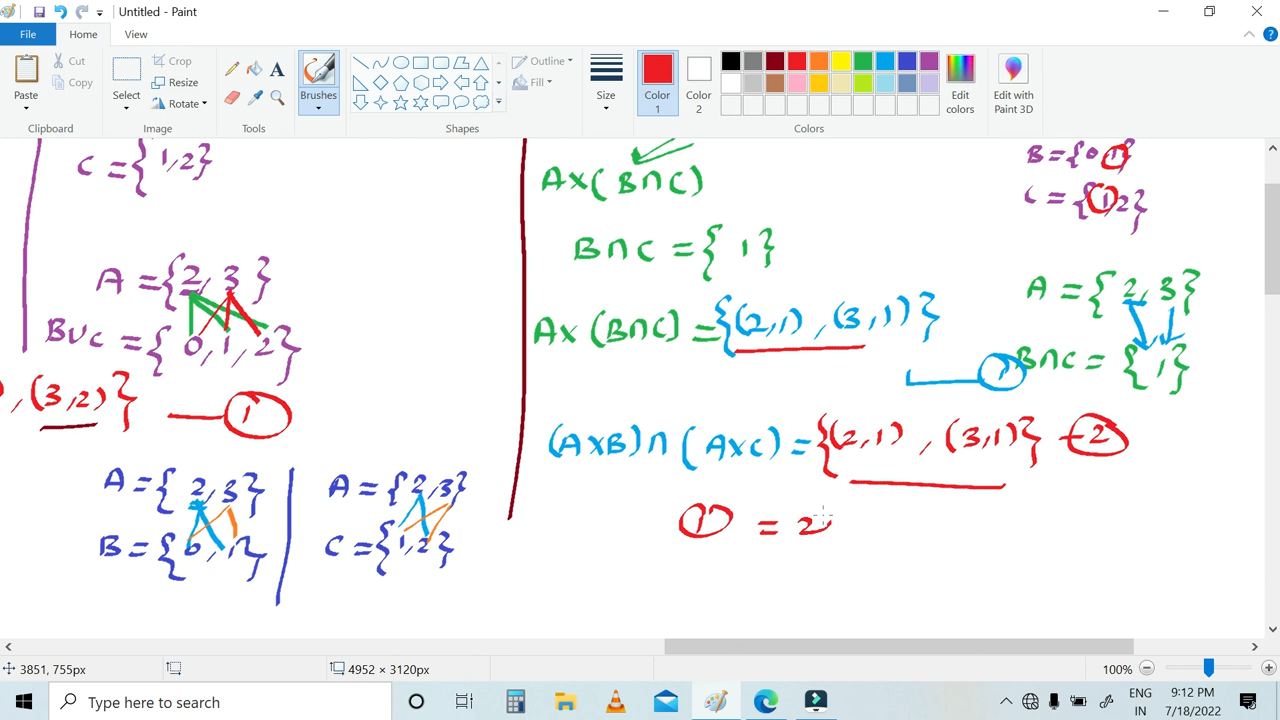 Untitled - Paint
File Home View
Paste
Cut
Copy
Clipboard
Select
Crop
Resize
Rotate
Image
Tools
Brushes
Outline
Fill
Shapes
Size
Color 1
Color 2
Edit colors
Colors
Edit with Paint 3D
C = {1,2}
A = {2,3}
B∪C = {0,1,2}
, (3,2)} — 1
A = {2,3}
B = {0,1}
A = {2,3}
C = {1,2}
A×(B∩C)
B∩C = {1}
A×(B∩C) = {(2,1), (3,1)}
1
(A×B)∩(A×C) = {(2,1), (3,1)} – 2
1 = 2
B = {0,1}
C = {1,2}
A = {2,3}
B∩C = {1}
3851, 755px
4952 × 3120px
100%
Type here to search
ENG
IN
9:12 PM
7/18/2022